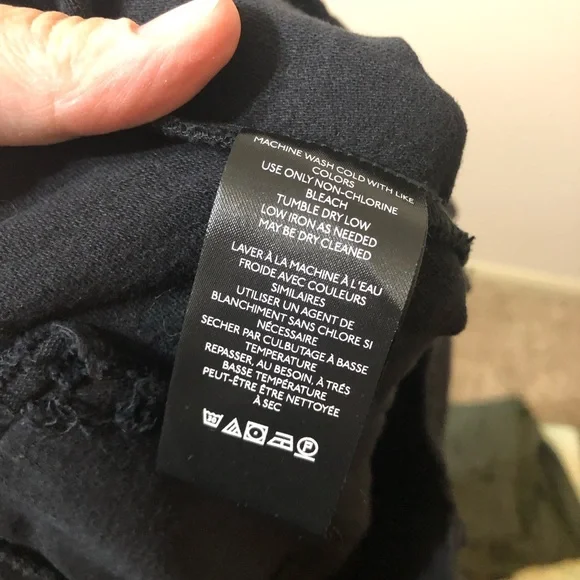 MACHINE WASH COLD WITH LIKE
COLORS
USE ONLY NON-CHLORINE
BLEACH
TUMBLE DRY LOW
LOW IRON AS NEEDED
MAY BE DRY CLEANED
LAVER À LA MACHINE À L'EAU
FROIDE AVEC COULEURS
SIMILAIRES
UTILISER UN AGENT DE
BLANCHIMENT SANS CHLORE SI
NÉCESSAIRE
SECHER PAR CULBUTAGE À BASSE
TEMPERATURE
REPASSER, AU BESOIN, À TRÉS
BASSE TEMPÉRATURE
PEUT-ÊTRE ÊTRE NETTOYÉE
À SEC
P